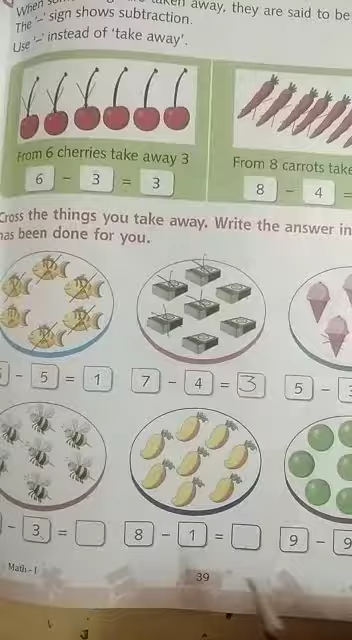 When taken away, they are said to be
The '–' sign shows subtraction.
Use '–' instead of 'take away'.
From 6 cherries take away 3
6 – 3 = 3
From 8 carrots take
8 – 4 =
Cross the things you take away. Write the answer in
has been done for you.
– 5 = 1
7 – 4 = 3
5 –
– 3 =
8 – 1 =
9 – 9
Math – 1
39